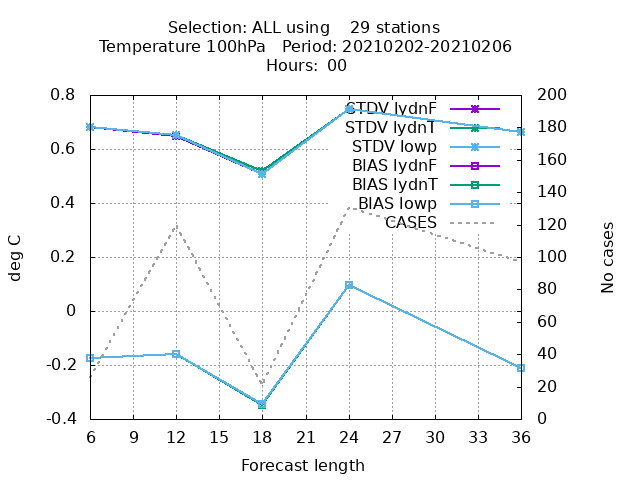 Selection: ALL using    29 stations
Temperature 100hPa   Period: 20210202-20210206
Hours:  00
0.8
0.6
0.4
0.2
0
-0.2
-0.4
deg C
STDV lydnF
STDV lydnT
STDV lowp
BIAS lydnF
BIAS lydnT
BIAS lowp
CASES
200
180
160
140
120
100
80
60
40
20
0
No cases
6 9 12 15 18 21 24 27 30 33 36
Forecast length